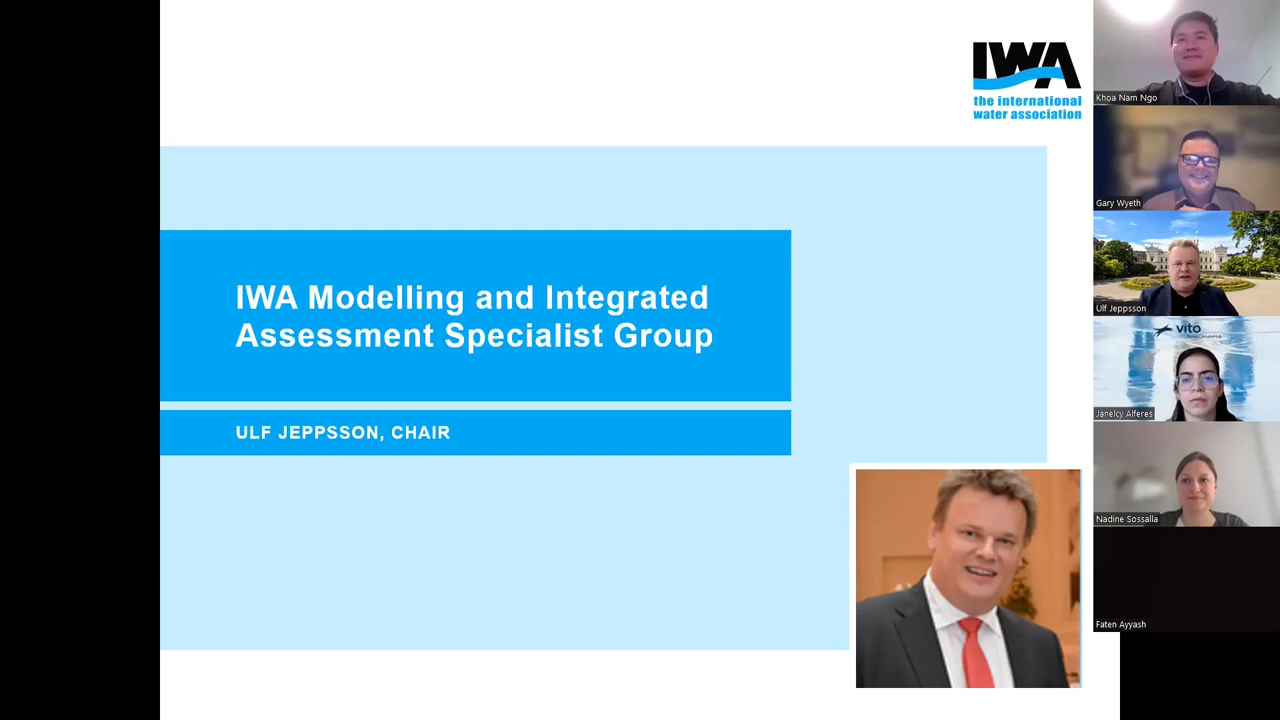 IWA
the international
water association
IWA Modelling and Integrated
Assessment Specialist Group
ULF JEPPSSON, CHAIR
Khoa Nam Ngo
Gary Wyeth
Ulf Jeppsson
vito
Janelcy Alferes
Nadine Sossalla
Faten Ayyash